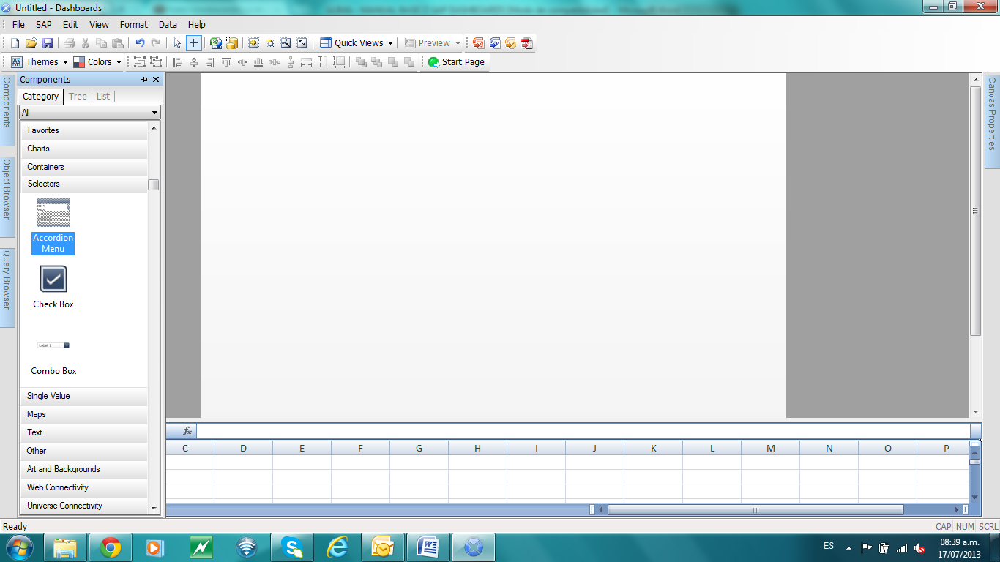 Untitled - Dashboards
File SAP Edit View Format Data Help
Quick Views Preview
Themes Colors Start Page
Components
Components
Object Browser
Query Browser
Category Tree List
All
Favorites
Charts
Containers
Selectors
Accordion
Menu
Check Box
Label 1
Combo Box
Single Value
Maps
Text
Other
Art and Backgrounds
Web Connectivity
Universe Connectivity
Canvas Properties
fx
C D E F G H I J K L M N O P
Ready
CAP NUM SCRL
ES
08:39 a.m.
17/07/2013